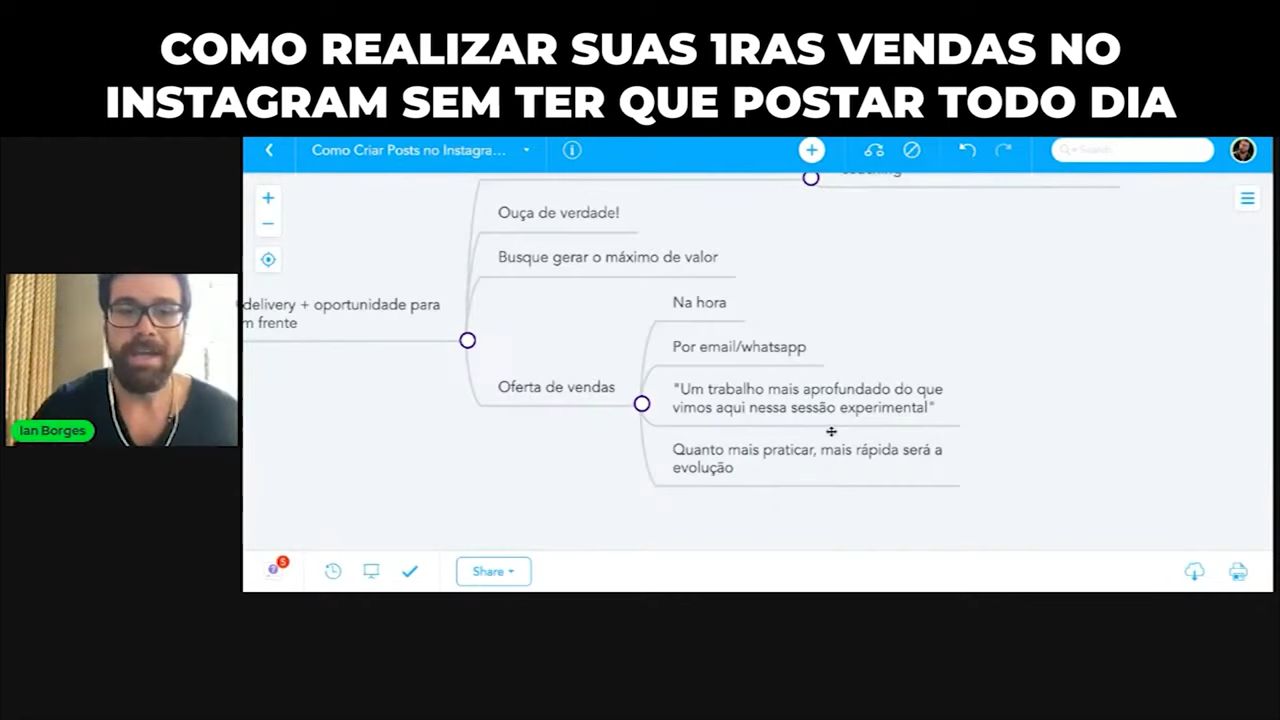 COMO REALIZAR SUAS 1RAS VENDAS NO
INSTAGRAM SEM TER QUE POSTAR TODO DIA
Como Criar Posts no Instagra...
Search
coaching
Ouça de verdade!
Busque gerar o máximo de valor
delivery + oportunidade para
m frente
Na hora
Por email/whatsapp
Oferta de vendas
"Um trabalho mais aprofundado do que
vimos aqui nessa sessão experimental"
Quanto mais praticar, mais rápida será a
evolução
Ian Borges
5
Share